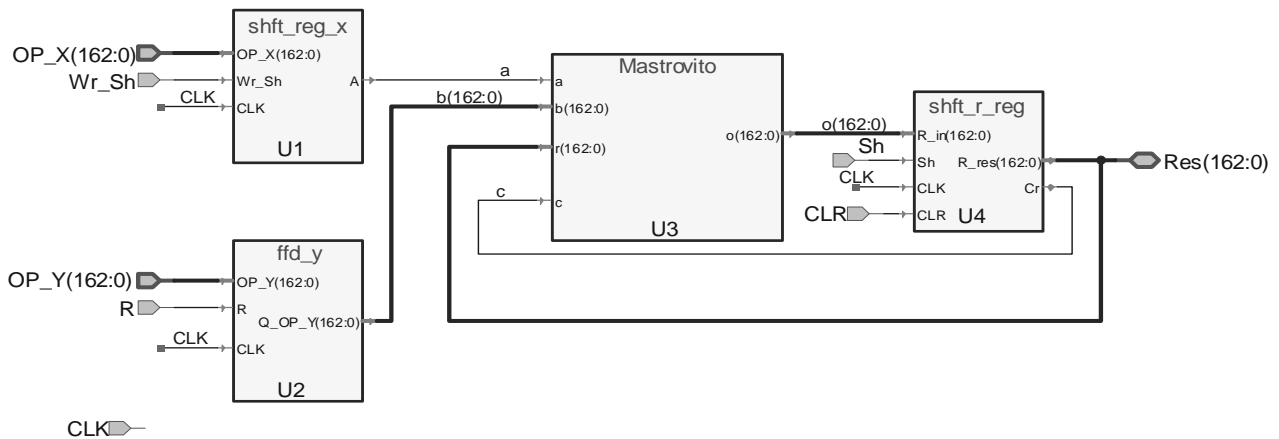 shft_reg_x
OP_X(162:0)
OP_X(162:0)
Wr_Sh
Wr_Sh
A
CLK
CLK
U1
a
a
b(162:0)
b(162:0)
r(162:0)
c
c
Mastrovito
o(162:0)
U3
o(162:0)
shft_r_reg
R_in(162:0)
Sh
Sh
R_res(162:0)
CLK
CLK
Cr
CLR
CLR
U4
Res(162:0)
ffd_y
OP_Y(162:0)
OP_Y(162:0)
R
R
Q_OP_Y(162:0)
CLK
CLK
U2
CLK